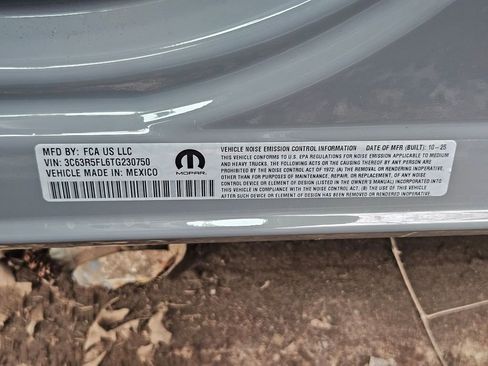 MFD BY: FCA US LLC
VIN: 3C63R5FL6TG230750
VEHICLE MADE IN: MEXICO
MOPAR.
VEHICLE NOISE EMISSION CONTROL INFORMATION DATE OF MFR (BUILT): 10-25
THIS VEHICLE CONFORMS TO U.S. EPA REGULATIONS FOR NOISE EMISSION APPLICABLE TO MEDIUM
AND HEAVY TRUCKS. THE FOLLOWING ACTS OR THE CAUSING THEREOF BY ANY PERSON ARE
PROHIBITED BY THE NOISE CONTROL ACT OF 1972: (A) THE REMOVAL OR RENDERING INOPERATIVE,
OTHER THAN FOR PURPOSES OF MAINTENANCE, REPAIR, OR REPLACEMENT, OF ANY NOISE
CONTROL DEVICE OR ELEMENT OF DESIGN (LISTED IN THE OWNER'S MANUAL) INCORPORATED INTO
THIS VEHICLE IN COMPLIANCE WITH THE NOISE CONTROL ACT. (B) THE USE OF THIS VEHICLE
AFTER SUCH DEVICE OR ELEMENT OF DESIGN HAS BEEN REMOVED OR RENDERED INOPERATIVE.